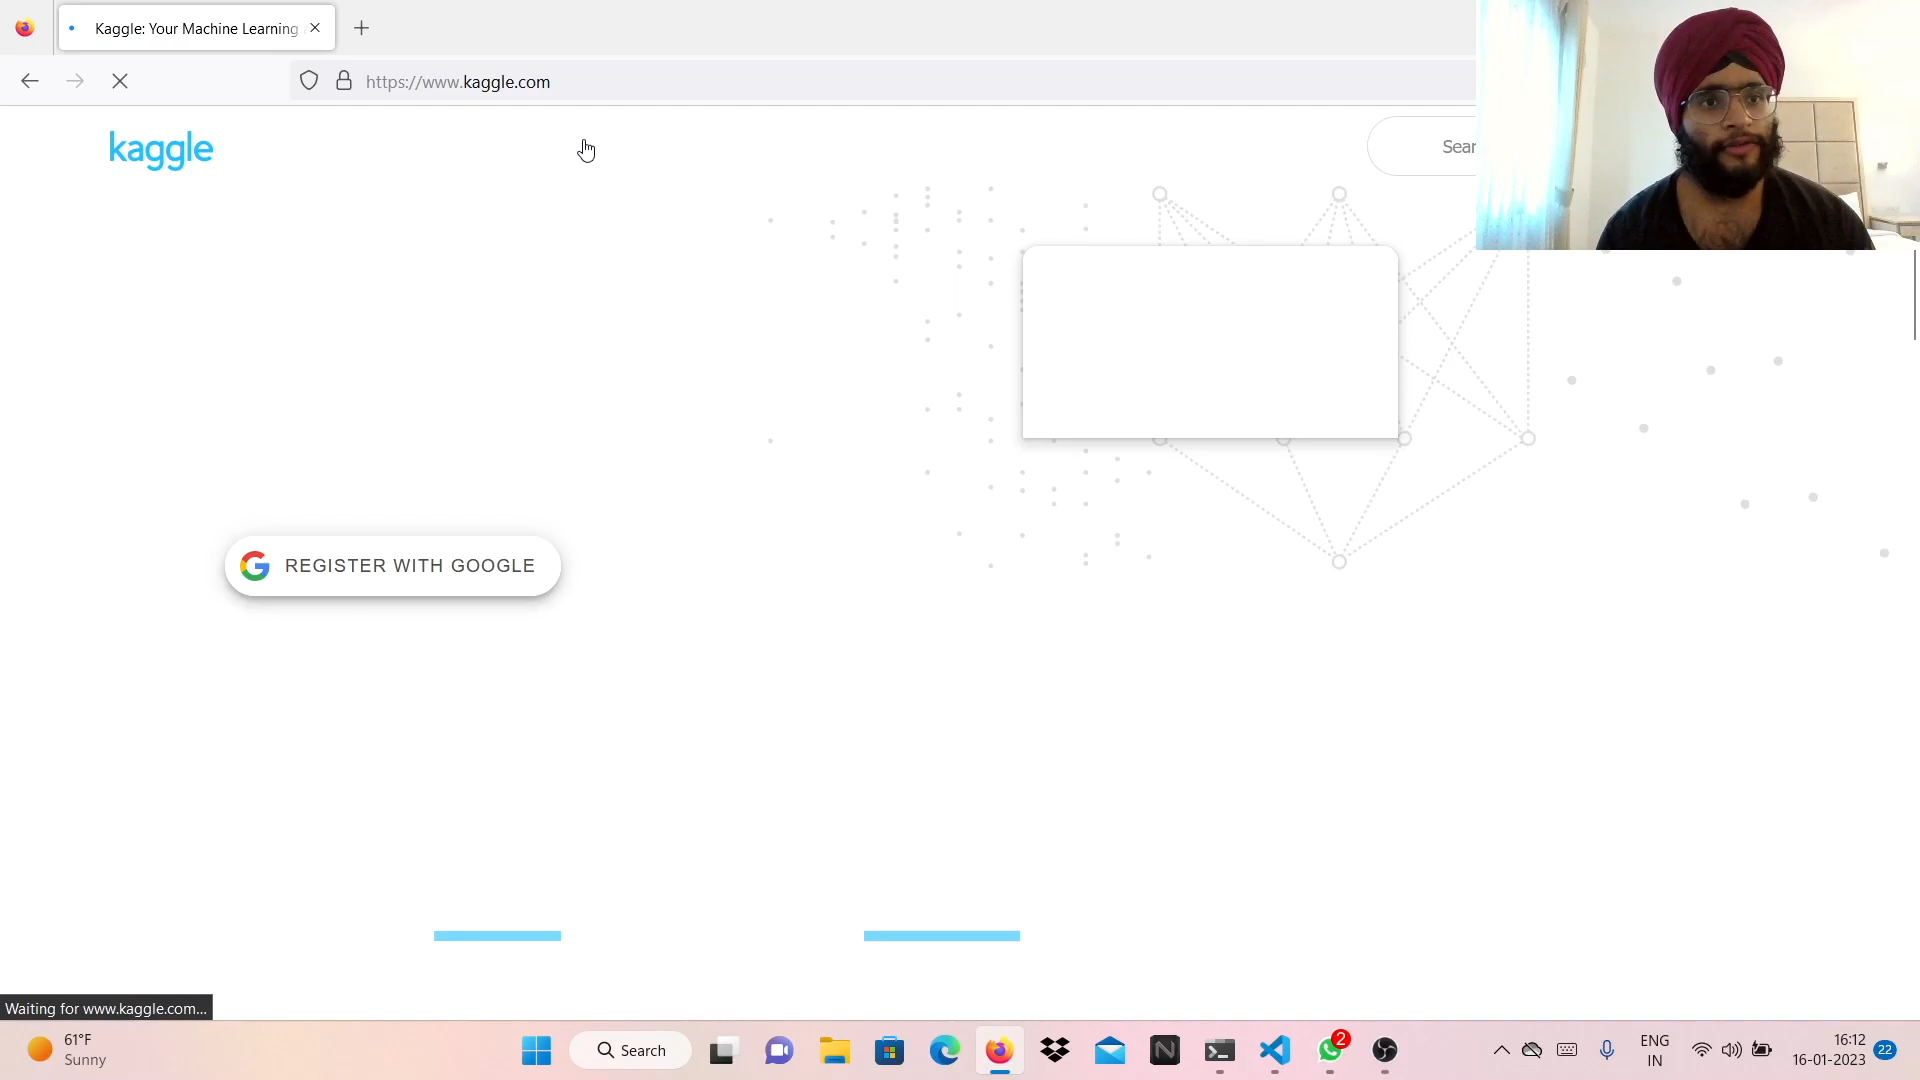 Kaggle: Your Machine Learning
https://www.kaggle.com
kaggle
Sear
REGISTER WITH GOOGLE
Waiting for www.kaggle.com...
61°F
Sunny
Search
2
ENG
IN
16:12
16-01-2023
22